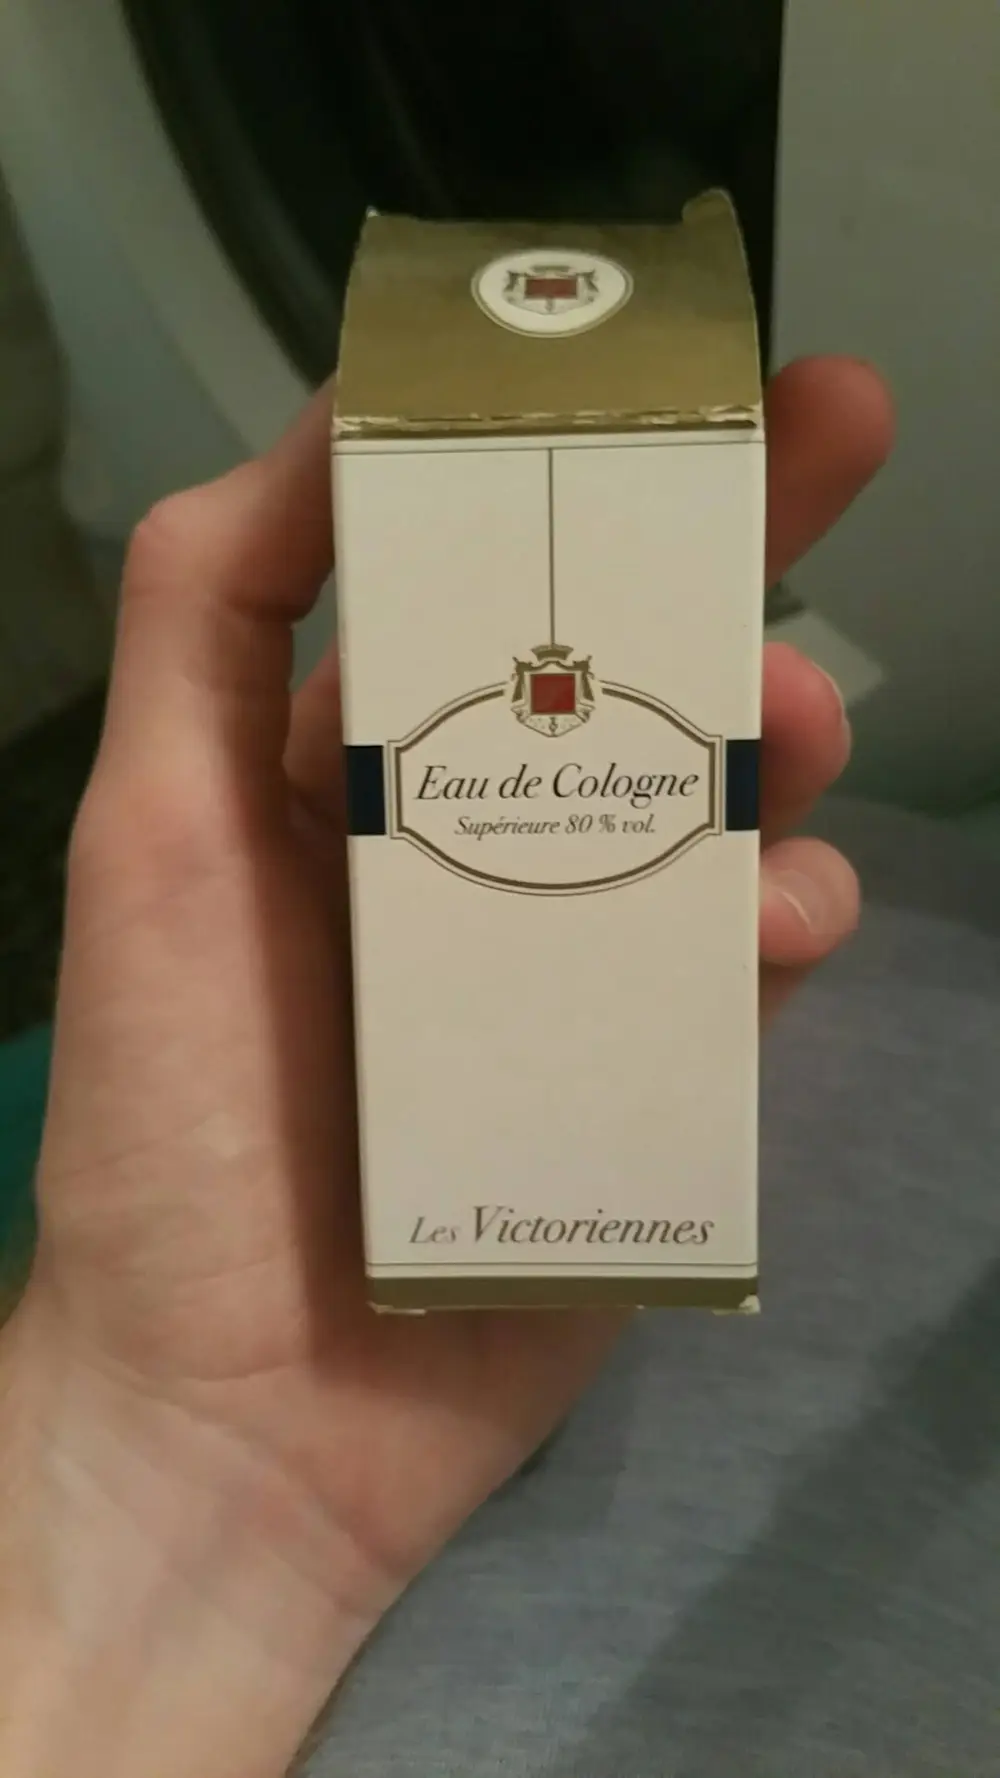 Eau de Cologne
Supérieure 80 % vol.
Les Victoriennes